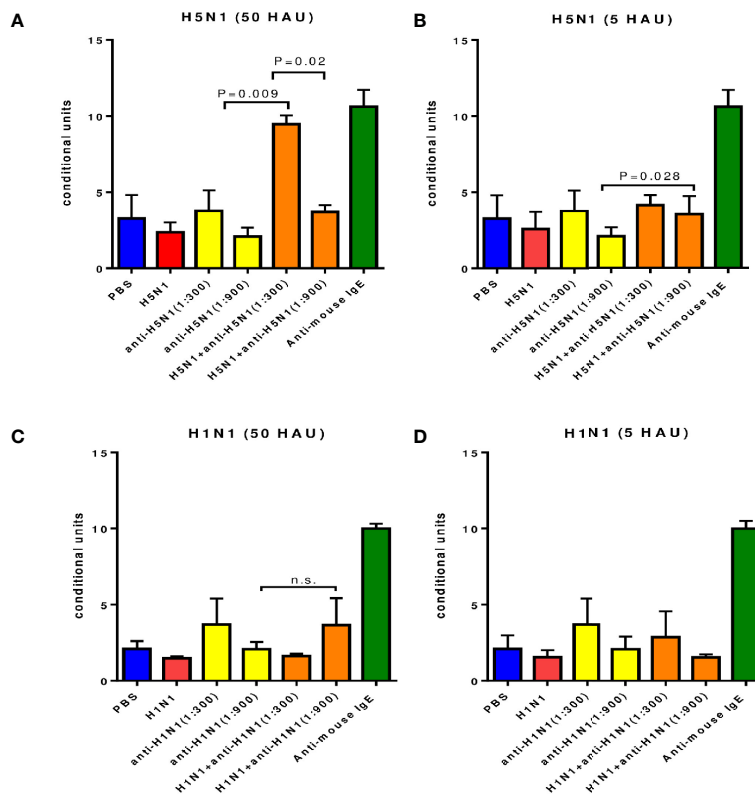 A
H5N1 (50 HAU)
conditional units
15
10
5
0
P=0.009
P=0.02
PBS
H5N1
anti-H5N1(1:300)
anti-H5N1(1:900)
H5N1+anti-H5N1(1:300)
H5N1+anti-H5N1(1:900)
Anti-mouse IgE
B
H5N1 (5 HAU)
conditional units
15
10
5
0
P=0.028
PBS
H5N1
anti-H5N1(1:300)
anti-H5N1(1:900)
H5N1+anti-H5N1(1:300)
H5N1+anti-H5N1(1:900)
Anti-mouse IgE
C
H1N1 (50 HAU)
conditional units
15
10
5
0
n.s.
PBS
H1N1
anti-H1N1(1:300)
anti-H1N1(1:900)
H1N1+anti-H1N1(1:300)
H1N1+anti-H1N1(1:900)
Anti-mouse IgE
D
H1N1 (5 HAU)
conditional units
15
10
5
0
PBS
H1N1
anti-H1N1(1:300)
anti-H1N1(1:900)
H1N1+anti-H1N1(1:300)
H1N1+anti-H1N1(1:900)
Anti-mouse IgE